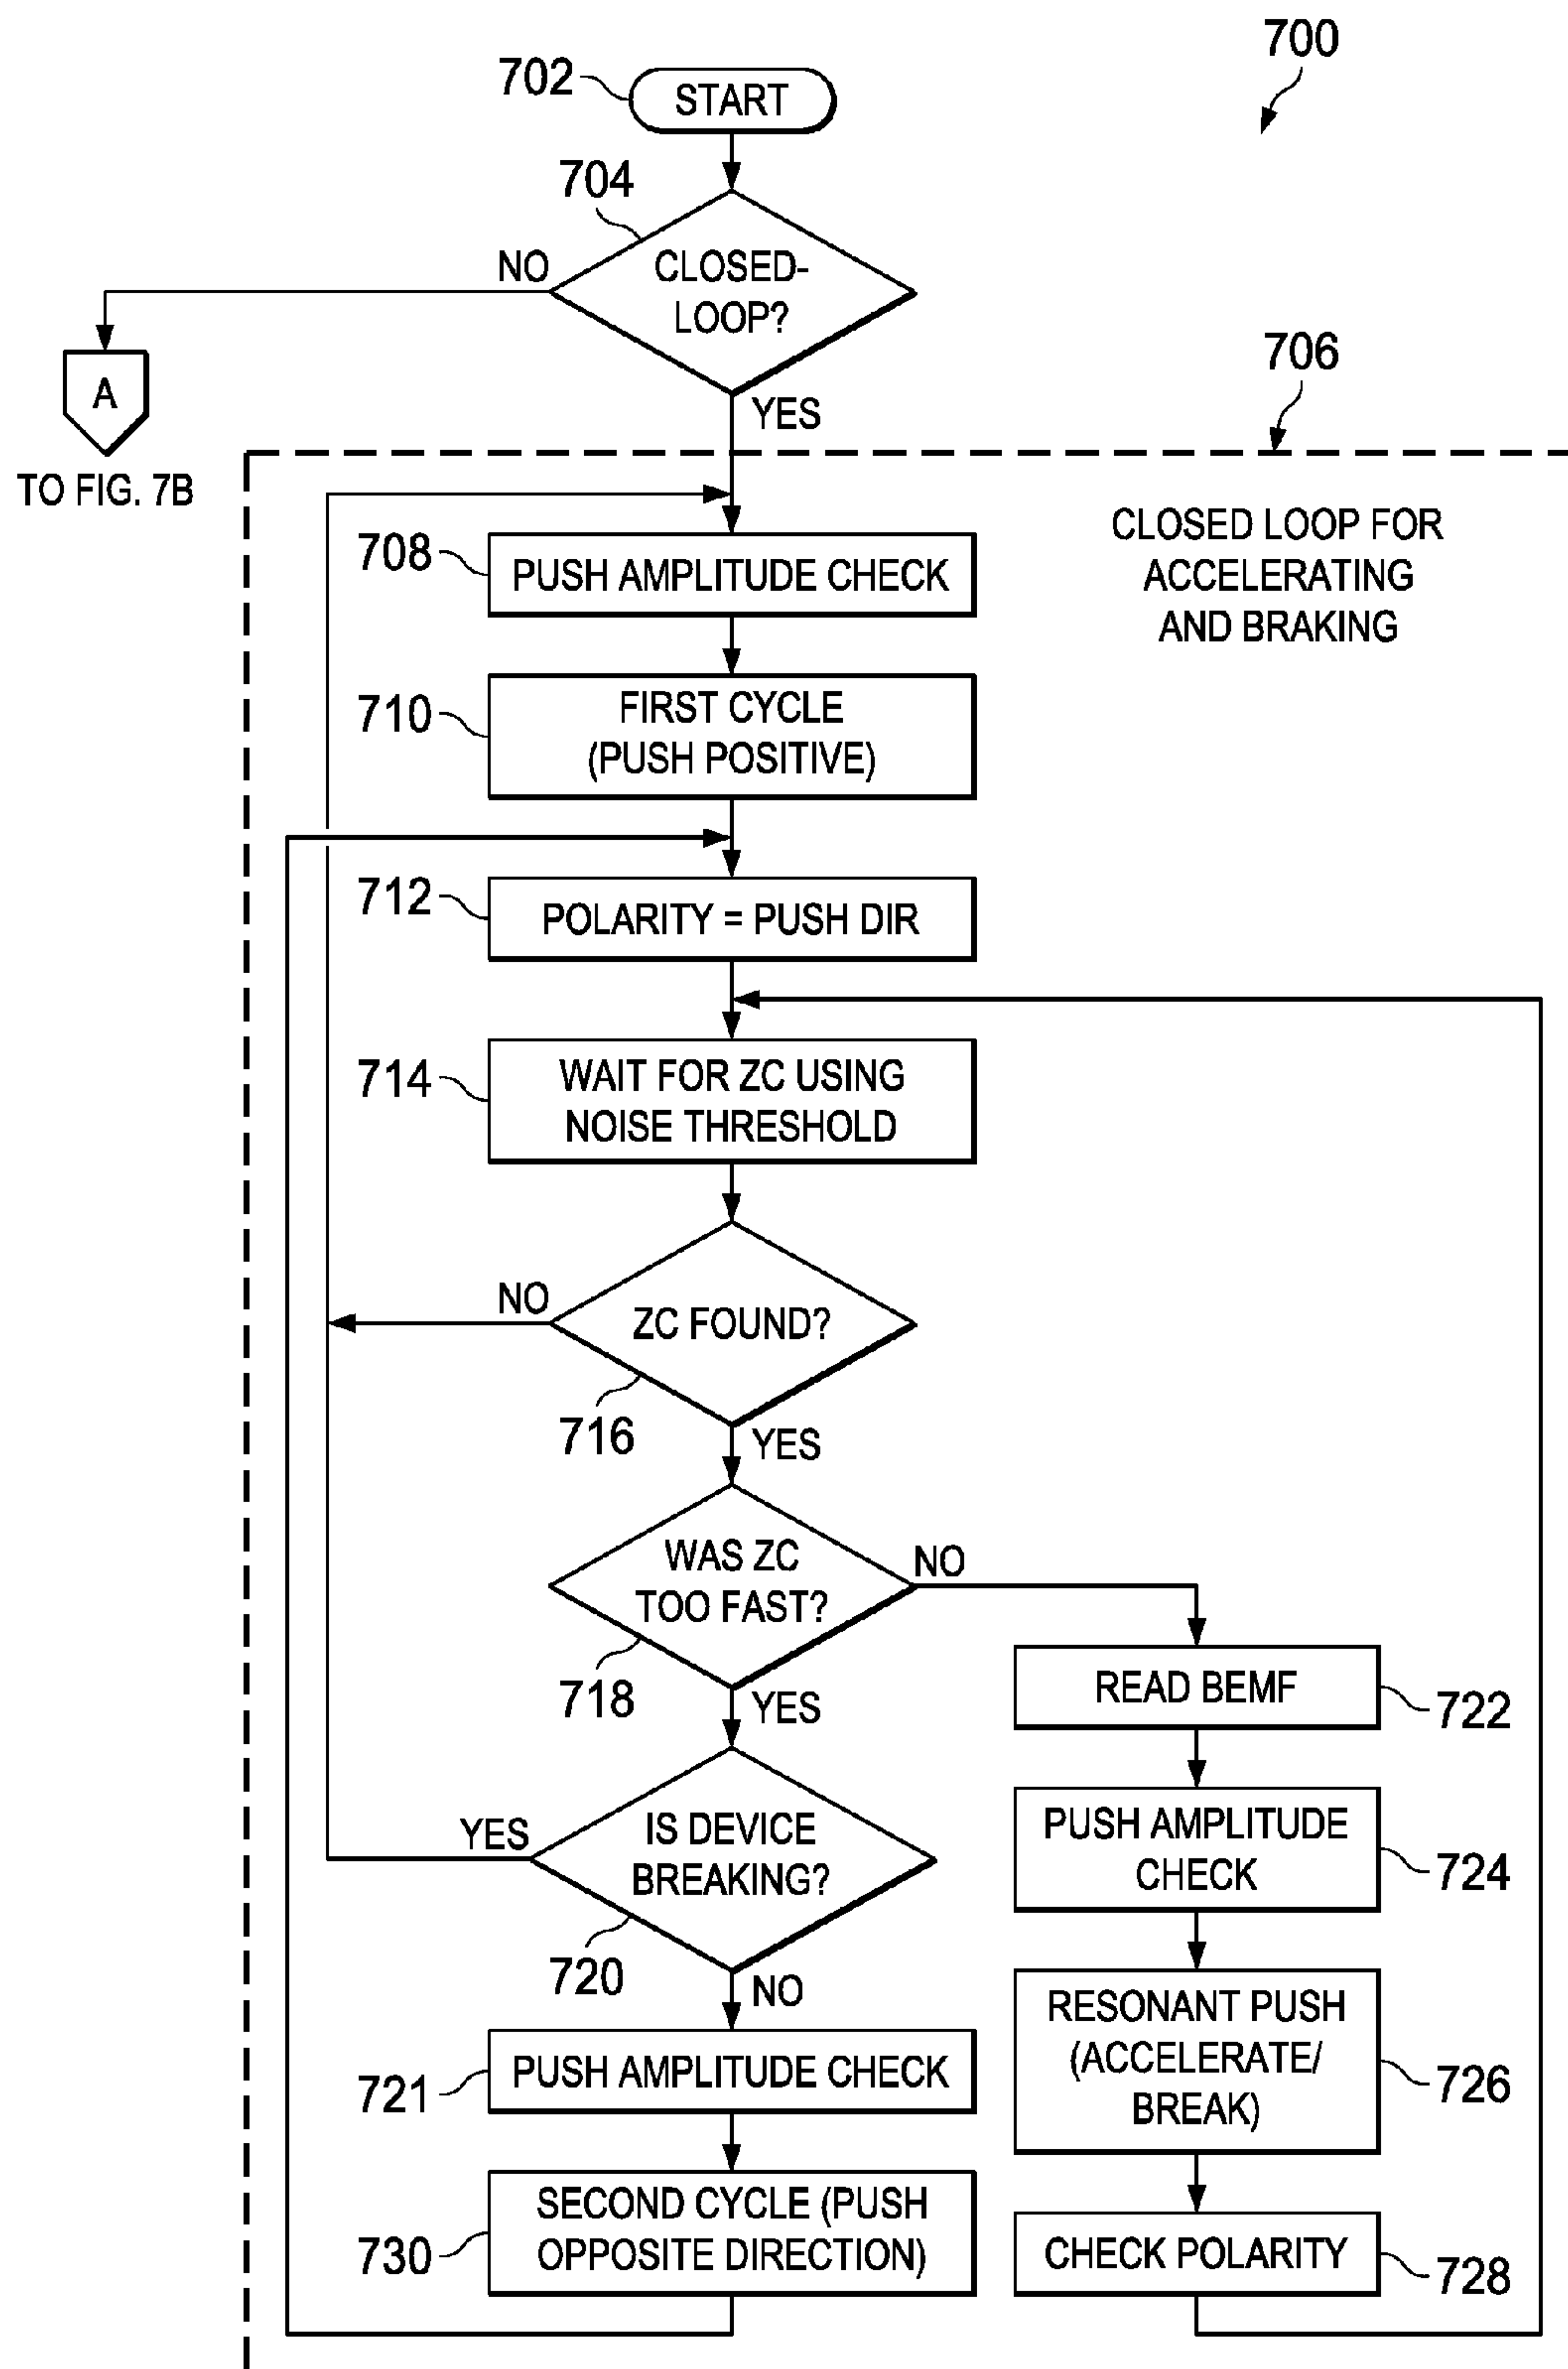 700
702
START
704
NO
CLOSED-
LOOP?
YES
706
A
TO FIG. 7B
CLOSED LOOP FOR
ACCELERATING
AND BRAKING
708
PUSH AMPLITUDE CHECK
710
FIRST CYCLE
(PUSH POSITIVE)
712
POLARITY = PUSH DIR
714
WAIT FOR ZC USING
NOISE THRESHOLD
NO
ZC FOUND?
716
YES
WAS ZC
TOO FAST?
NO
718
YES
READ BEMF
722
YES
IS DEVICE
BREAKING?
720
NO
PUSH AMPLITUDE
CHECK
724
RESONANT PUSH
(ACCELERATE/
BREAK)
726
721
PUSH AMPLITUDE CHECK
730
SECOND CYCLE (PUSH
OPPOSITE DIRECTION)
CHECK POLARITY
728